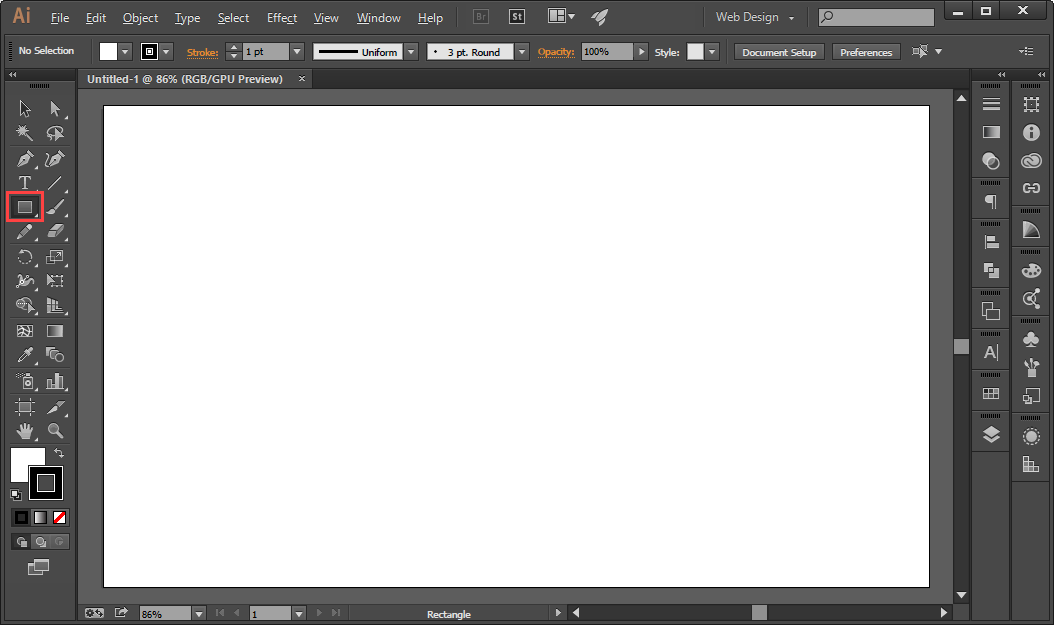 Ai File Edit Object Type Select Effect View Window Help Br St Web Design
No Selection Stroke: 1 pt Uniform 3 pt. Round Opacity: 100% Style: Document Setup Preferences
Untitled-1 @ 86% (RGB/GPU Preview) ×
T
A
86% 1 Rectangle